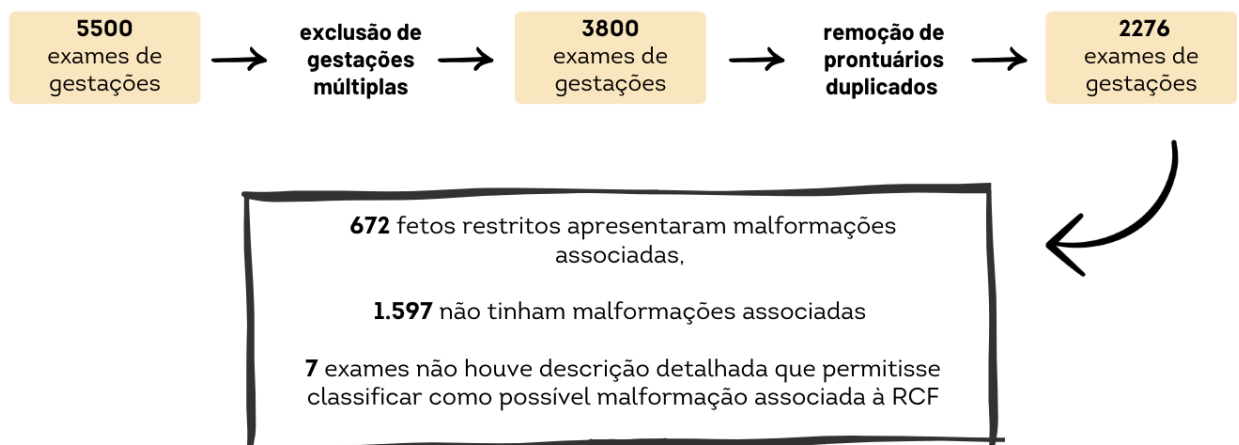 5500
exames de
gestações
exclusão de
gestações
múltiplas
3800
exames de
gestações
remoção de
prontuários
duplicados
2276
exames de
gestações
672 fetos restritos apresentaram malformações
associadas,
1.597 não tinham malformações associadas
7 exames não houve descrição detalhada que permitisse
classificar como possível malformação associada à RCF